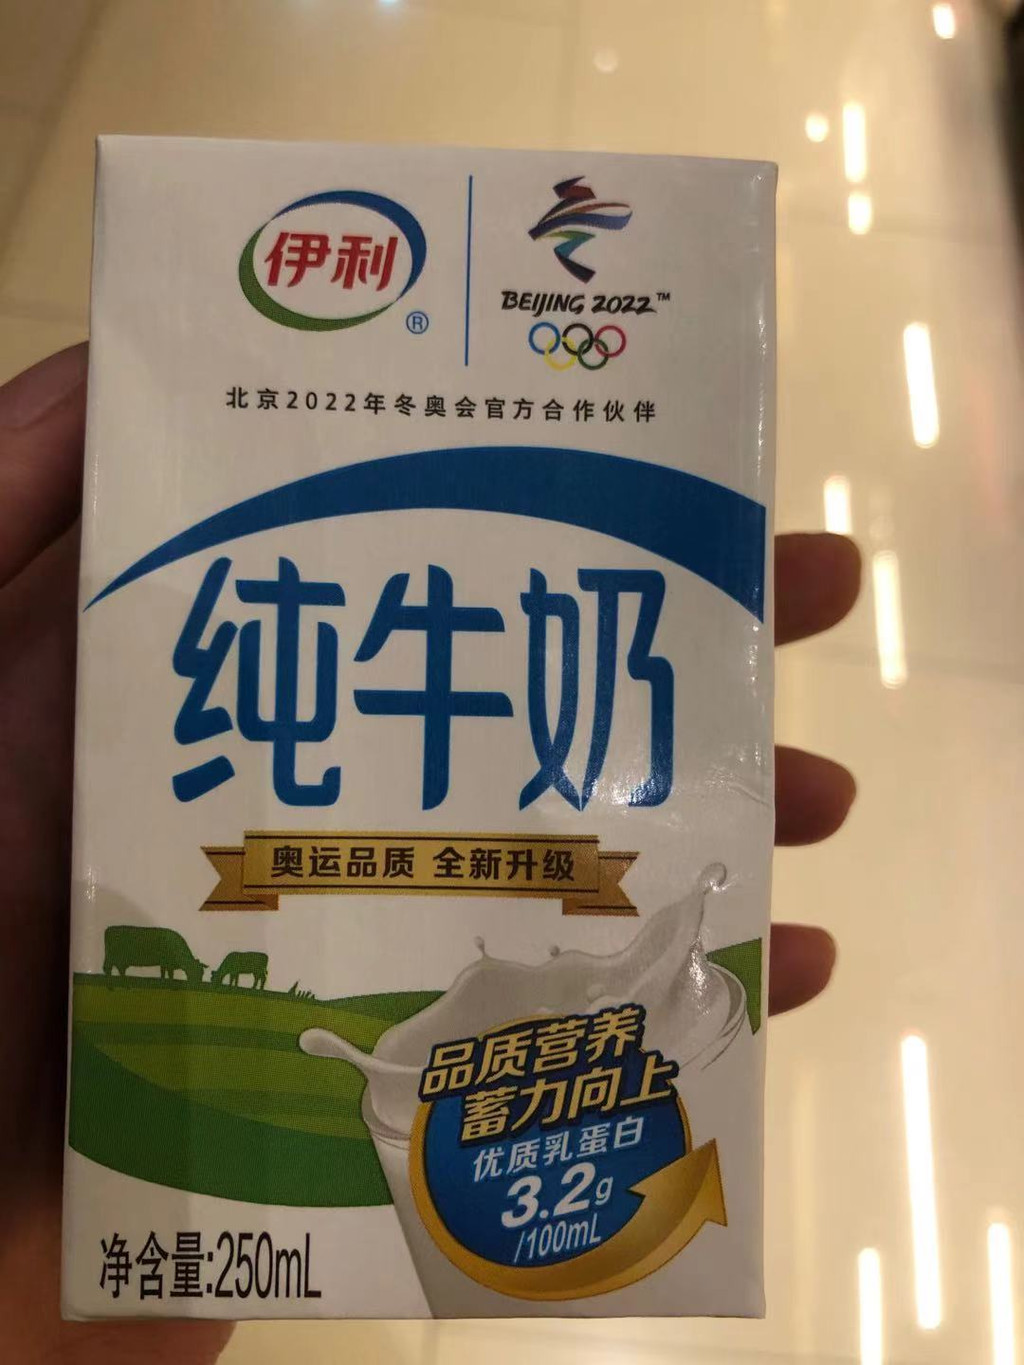 伊利
®
BEIJING 2022™
北京2022年冬奥会官方合作伙伴
纯牛奶
奥运品质 全新升级
品质营养
蓄力向上
优质乳蛋白
3.2g
/100mL
净含量:250mL